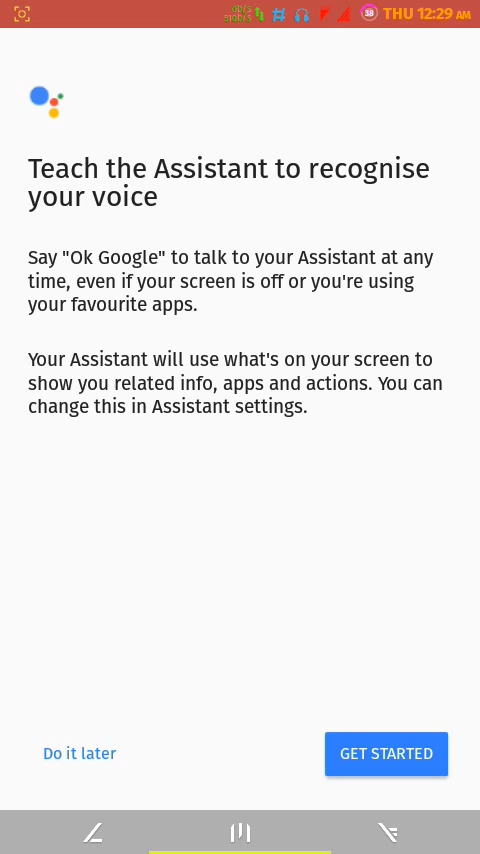 38 THU 12:29 AM
Teach the Assistant to recognise
your voice
Say "Ok Google" to talk to your Assistant at any
time, even if your screen is off or you're using
your favourite apps.
Your Assistant will use what's on your screen to
show you related info, apps and actions. You can
change this in Assistant settings.
Do it later
GET STARTED